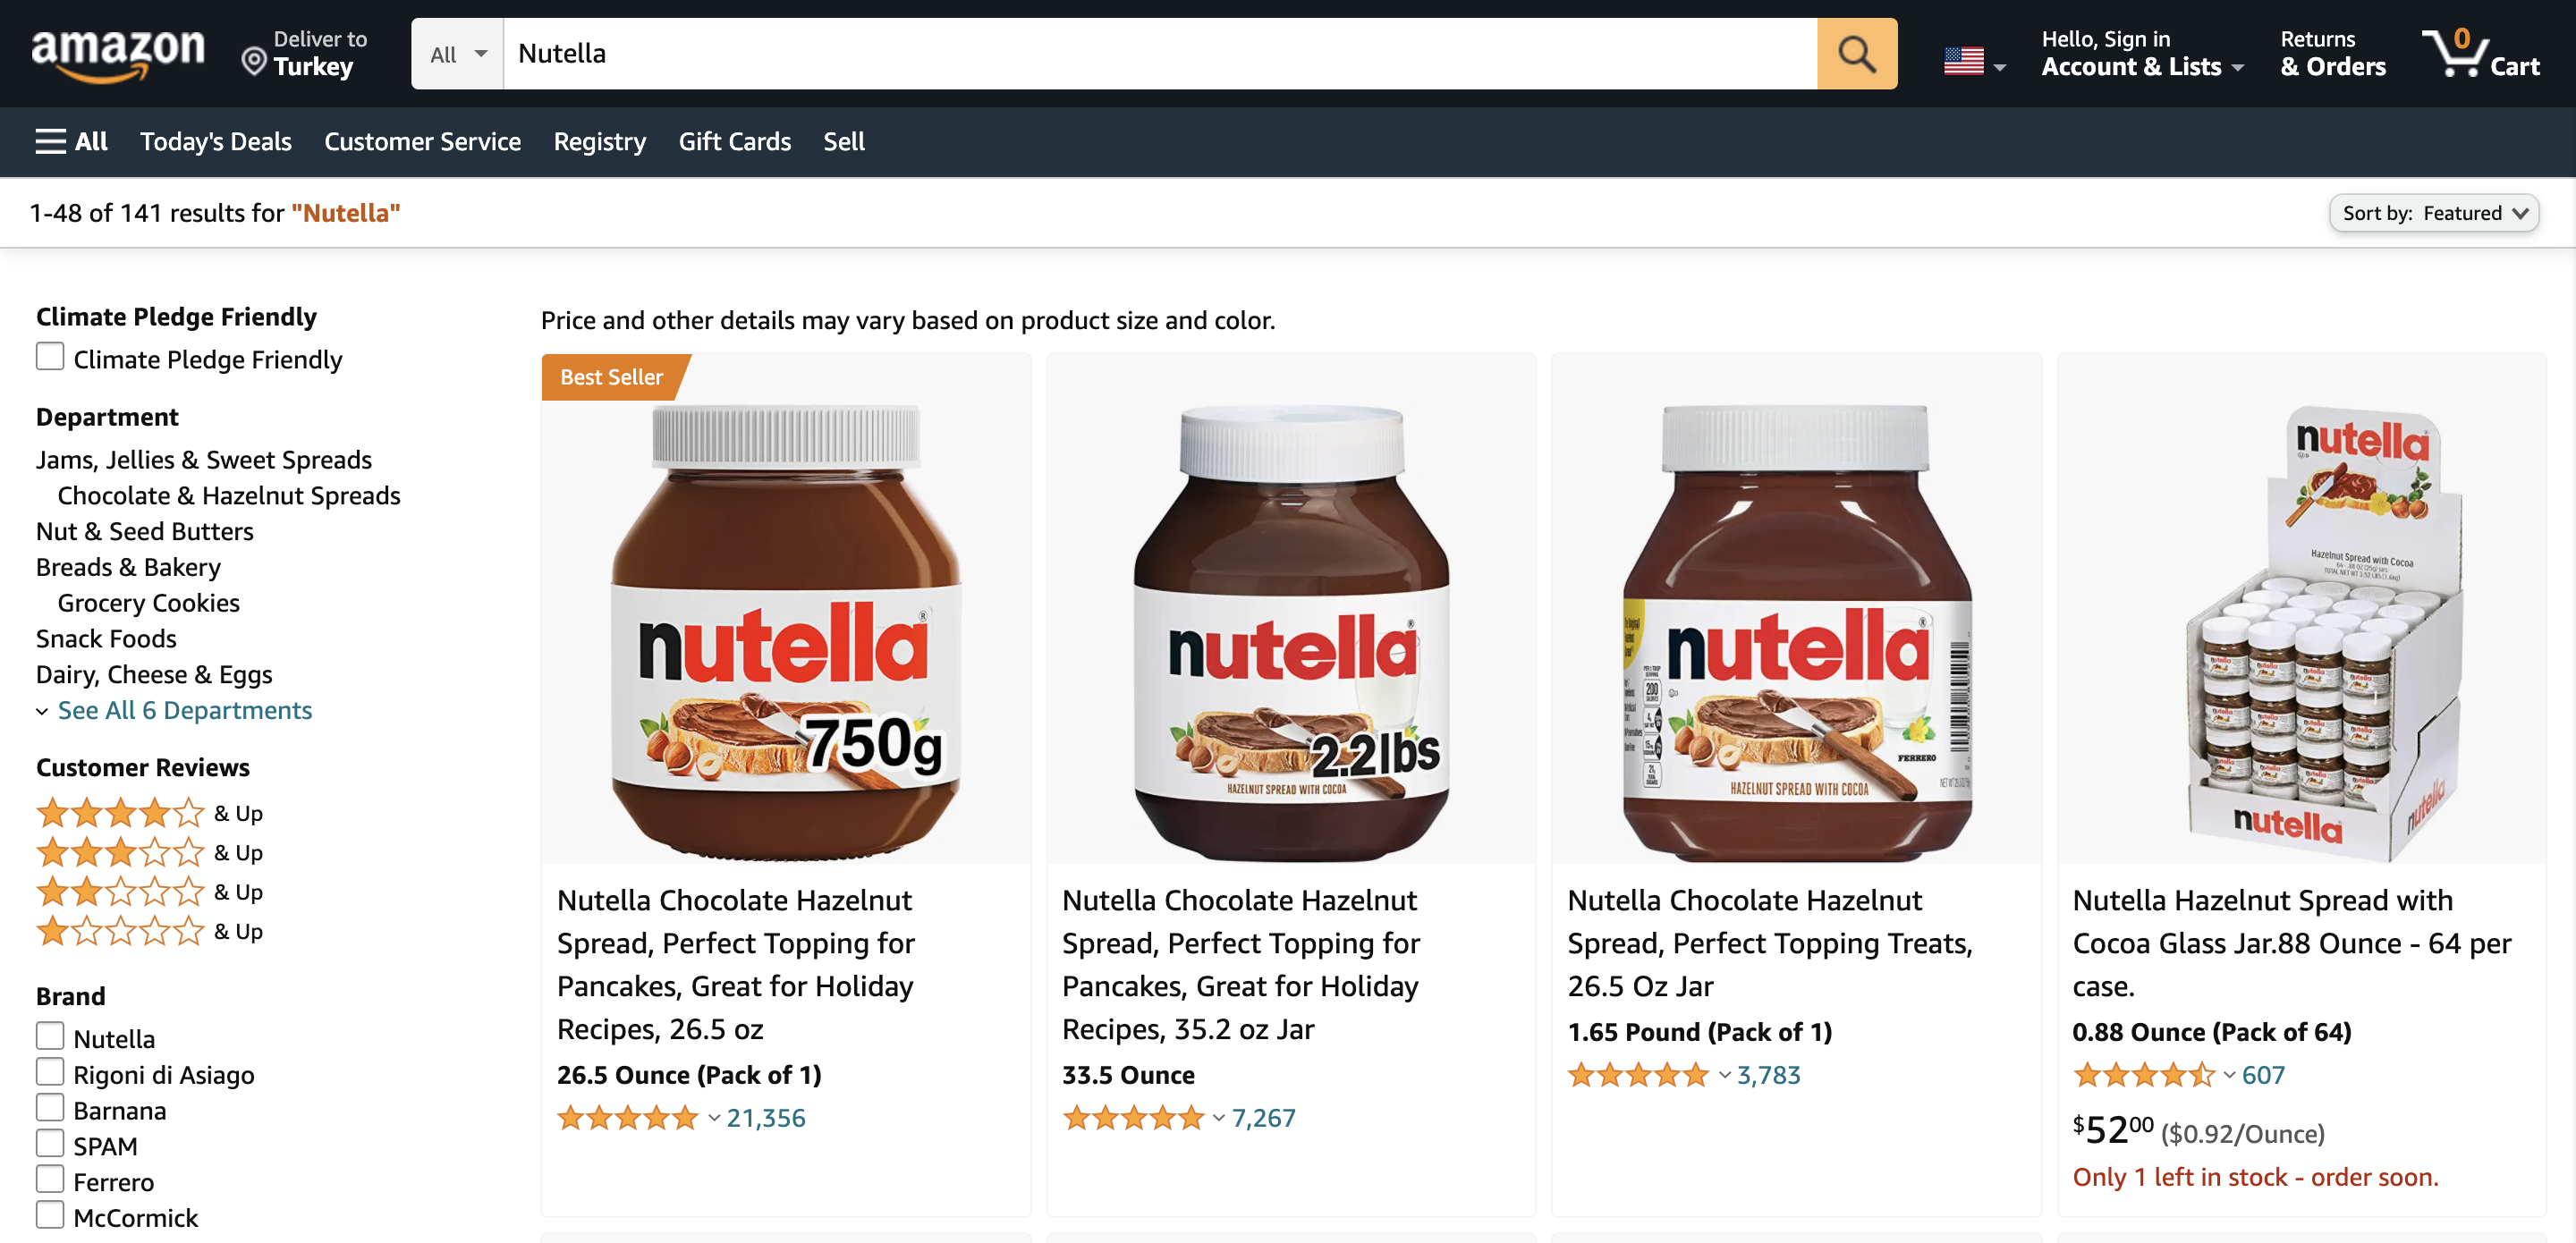 amazon
Deliver to
Turkey
All
Nutella
Hello, Sign in
Account & Lists
Returns
& Orders
0
Cart
All
Today's Deals
Customer Service
Registry
Gift Cards
Sell
1-48 of 141 results for "Nutella"
Sort by: Featured
Climate Pledge Friendly
Climate Pledge Friendly
Department
Jams, Jellies & Sweet Spreads
Chocolate & Hazelnut Spreads
Nut & Seed Butters
Breads & Bakery
Grocery Cookies
Snack Foods
Dairy, Cheese & Eggs
See All 6 Departments
Customer Reviews
& Up
& Up
& Up
& Up
Brand
Nutella
Rigoni di Asiago
Barnana
SPAM
Ferrero
McCormick
Price and other details may vary based on product size and color.
Best Seller
nutella
750g
Nutella Chocolate Hazelnut
Spread, Perfect Topping for
Pancakes, Great for Holiday
Recipes, 26.5 oz
26.5 Ounce (Pack of 1)
21,356
nutella
2.2lbs
HAZELNUT SPREAD WITH COCOA
Nutella Chocolate Hazelnut
Spread, Perfect Topping for
Pancakes, Great for Holiday
Recipes, 35.2 oz Jar
33.5 Ounce
7,267
nutella
200
FERRERO
HAZELNUT SPREAD WITH COCOA
Nutella Chocolate Hazelnut
Spread, Perfect Topping Treats,
26.5 Oz Jar
1.65 Pound (Pack of 1)
3,783
nutella
Hazelnut Spread with Cocoa
nutella
nutella
Nutella Hazelnut Spread with
Cocoa Glass Jar.88 Ounce - 64 per
case.
0.88 Ounce (Pack of 64)
607
$5200 ($0.92/Ounce)
Only 1 left in stock - order soon.